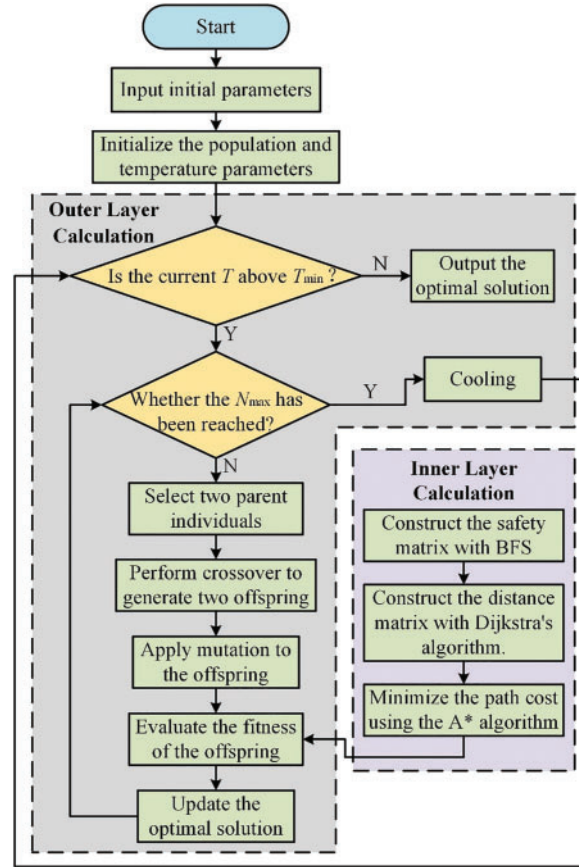 Start
Input initial parameters
Initialize the population and
temperature parameters
Outer Layer
Calculation
Is the current T above Tmin ?
N
Output the
optimal solution
Y
Whether the Nmax has
been reached?
Y
Cooling
N
Select two parent
individuals
Perform crossover to
generate two offspring
Apply mutation to
the offspring
Evaluate the fitness
of the offspring
Update the
optimal solution
Inner Layer
Calculation
Construct the safety
matrix with BFS
Construct the distance
matrix with Dijkstra's
algorithm.
Minimize the path cost
using the A* algorithm